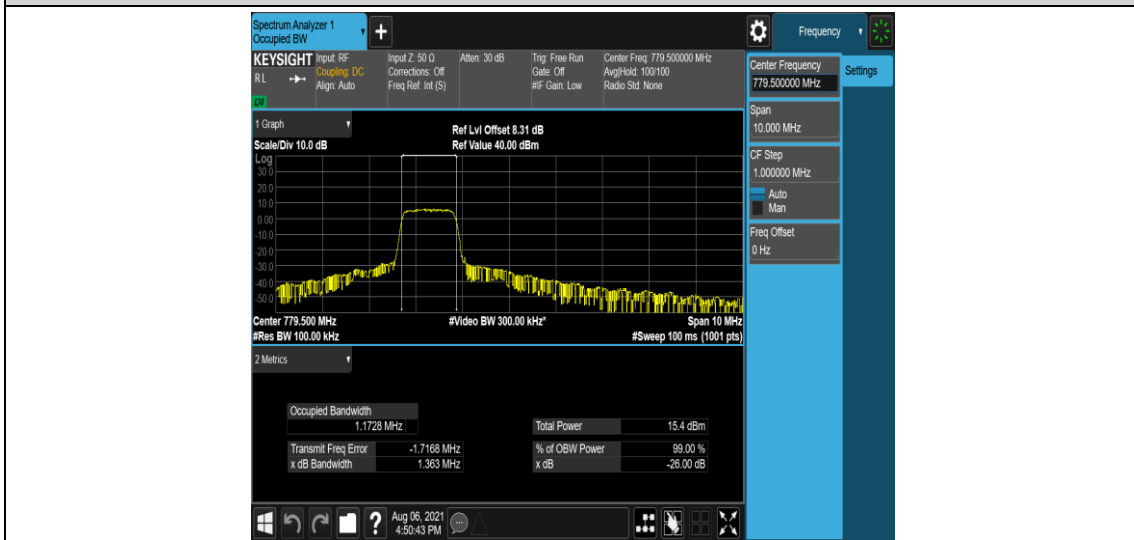 Spectrum Analyzer 1
Occupied BW
+
Frequency
KEYSIGHT
RL
Input: RF
Coupling: DC
Align: Auto
Input Z: 50 Ω
Corrections: Off
Freq Ref: Int (S)
Atten: 30 dB
Trig: Free Run
Gate: Off
#IF Gain: Low
Center Freq: 779.500000 MHz
Avg|Hold: 100/100
Radio Std: None
Center Frequency
779.500000 MHz
Settings
Span
10.000 MHz
CF Step
1.000000 MHz
Auto
Man
Freq Offset
0 Hz
1 Graph
Ref Lvl Offset 8.31 dB
Scale/Div 10.0 dB
Ref Value 40.00 dBm
Log
30.0
20.0
10.0
0.00
-10.0
-20.0
-30.0
-40.0
-50.0
Center 779.500 MHz
#Video BW 300.00 kHz*
Span 10 MHz
#Res BW 100.00 kHz
#Sweep 100 ms (1001 pts)
2 Metrics
Occupied Bandwidth
1.1728 MHz
Total Power 15.4 dBm
Transmit Freq Error -1.7168 MHz
% of OBW Power 99.00 %
x dB Bandwidth 1.363 MHz
x dB -26.00 dB
?
Aug 06, 2021
4:50:43 PM